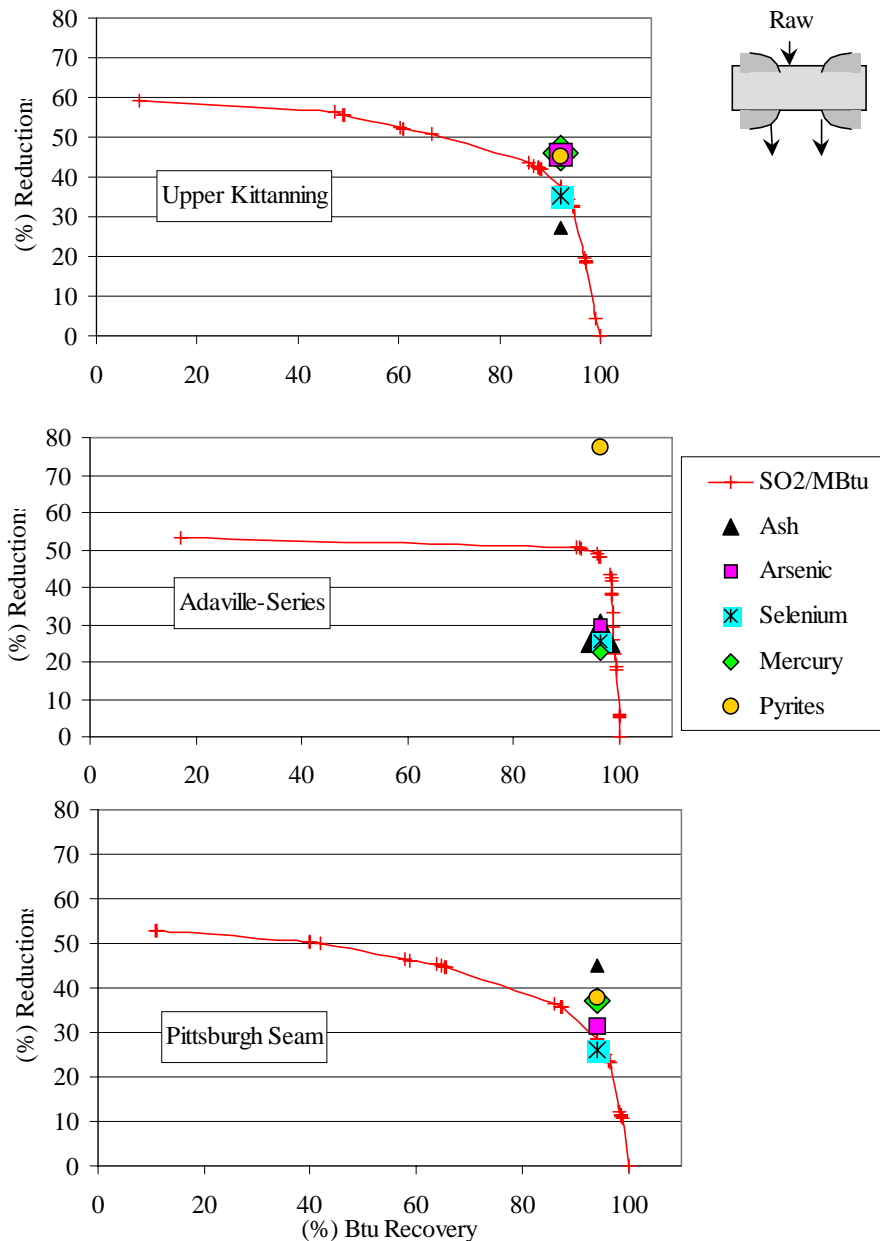 Raw
(%) Reductions
80
70
60
50
40
30
20
10
0
Upper Kittanning
0 20 40 60 80 100
(%) Reductions
80
70
60
50
40
30
20
10
0
Adaville-Series
0 20 40 60 80 100
SO2/MBtu
Ash
Arsenic
Selenium
Mercury
Pyrites
(%) Reductions
80
70
60
50
40
30
20
10
0
Pittsburgh Seam
0 20 40 60 80 100
(%) Btu Recovery